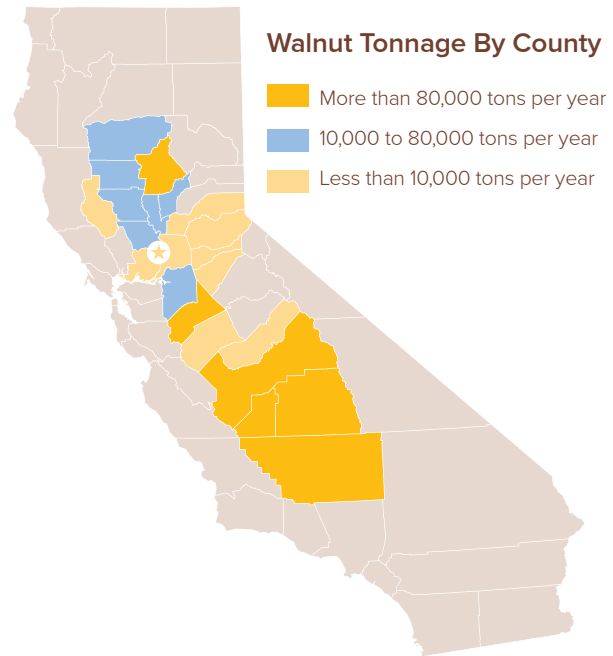 Walnut Tonnage By County
More than 80,000 tons per year
10,000 to 80,000 tons per year
Less than 10,000 tons per year